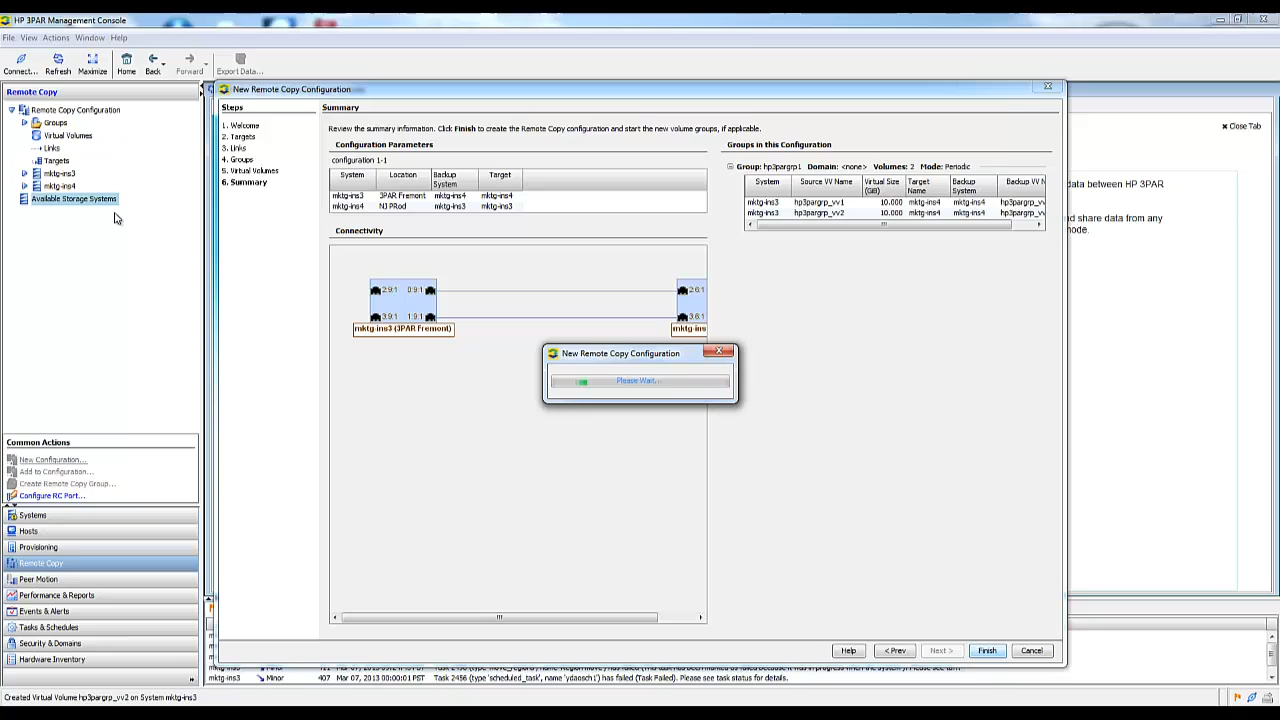 HP 3PAR Management Console
File View Actions Window Help
Connect... Refresh Maximize Home Back Forward Export Data...
Remote Copy
Remote Copy Configuration
Groups
Virtual Volumes
Links
Targets
mktg-ins3
mktg-ins4
Available Storage Systems
Common Actions
New Configuration...
Add to Configuration...
Create Remote Copy Group...
Configure RC Port...
Systems
Hosts
Provisioning
Remote Copy
Peer Motion
Performance & Reports
Events & Alerts
Tasks & Schedules
Security & Domains
Hardware Inventory
New Remote Copy Configuration
Steps
1. Welcome
2. Targets
3. Links
4. Groups
5. Virtual Volumes
6. Summary
Summary
Review the summary information. Click Finish to create the Remote Copy configuration and start the new volume groups, if applicable.
Configuration Parameters
configuration 1-1
System Location Backup System Target
mktg-ins3 3PAR Fremont mktg-ins4 mktg-ins4
mktg-ins4 NJ PRod mktg-ins3 mktg-ins3
Connectivity
2:9:1 0:9:1 2:6:1
3:9:1 1:9:1 3:6:1
mktg-ins3 (3PAR Fremont) mktg-ins
Groups in this Configuration
Group: hp3pargrp1 Domain: <none> Volumes: 2 Mode: Periodic
System Source VV Name Virtual Size (GB) Target Name Backup System Backup VV N
mktg-ins3 hp3pargrp_vv1 10.000 mktg-ins4 mktg-ins4 hp3pargrp_vv
mktg-ins3 hp3pargrp_vv2 10.000 mktg-ins4 mktg-ins4 hp3pargrp_vv
New Remote Copy Configuration
Please Wait...
Help < Prev Next > Finish Cancel
Close Tab
data between HP 3PAR
nd share data from any
node.
mktg-ins3 Minor 407 Mar 07, 2013 00:00:01 PST Task 2456 (type 'scheduled_task', name 'ydaosch1') has failed (Task Failed). Please see task status for details.
Created Virtual Volume hp3pargrp_vv2 on System mktg-ins3